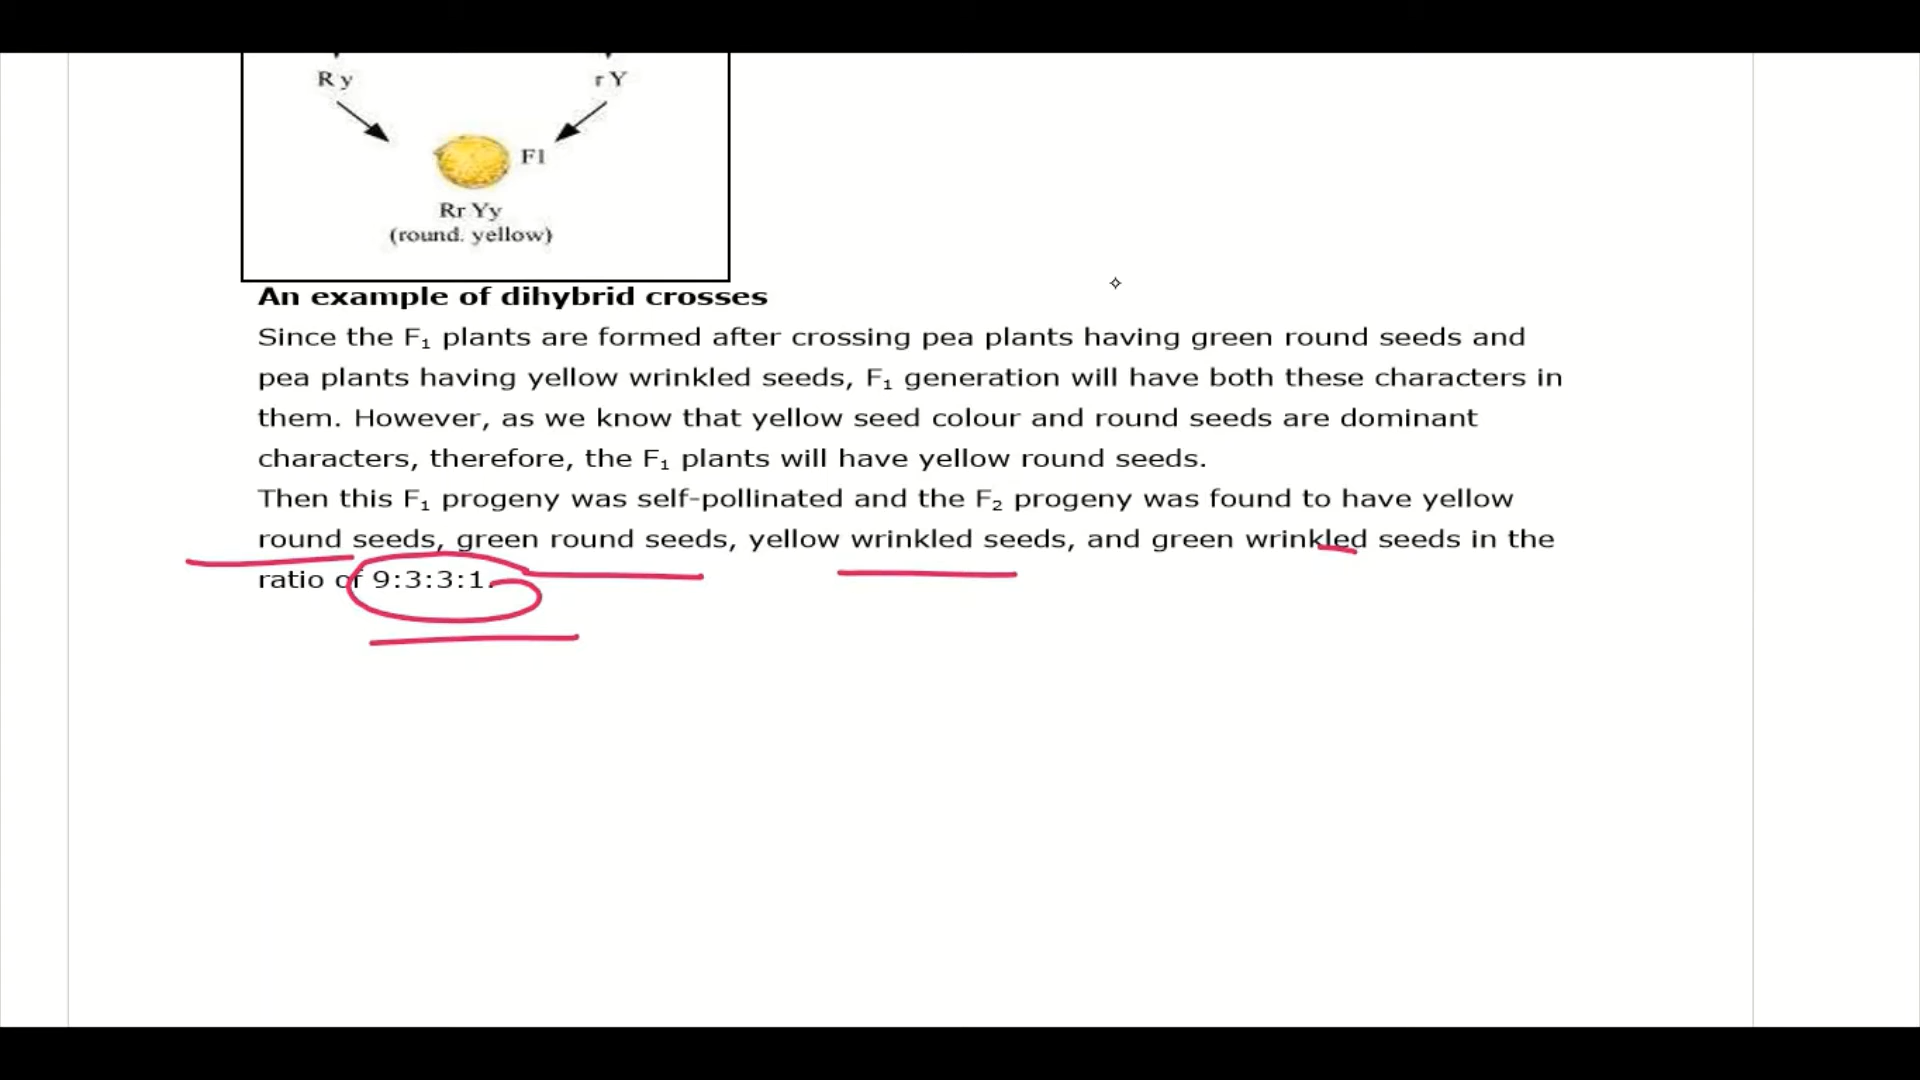 R y
r Y
F1
Rr Yy
(round. yellow)
An example of dihybrid crosses
Since the F₁ plants are formed after crossing pea plants having green round seeds and
pea plants having yellow wrinkled seeds, F₁ generation will have both these characters in
them. However, as we know that yellow seed colour and round seeds are dominant
characters, therefore, the F₁ plants will have yellow round seeds.
Then this F₁ progeny was self-pollinated and the F₂ progeny was found to have yellow
round seeds, green round seeds, yellow wrinkled seeds, and green wrinkled seeds in the
ratio of 9:3:3:1.